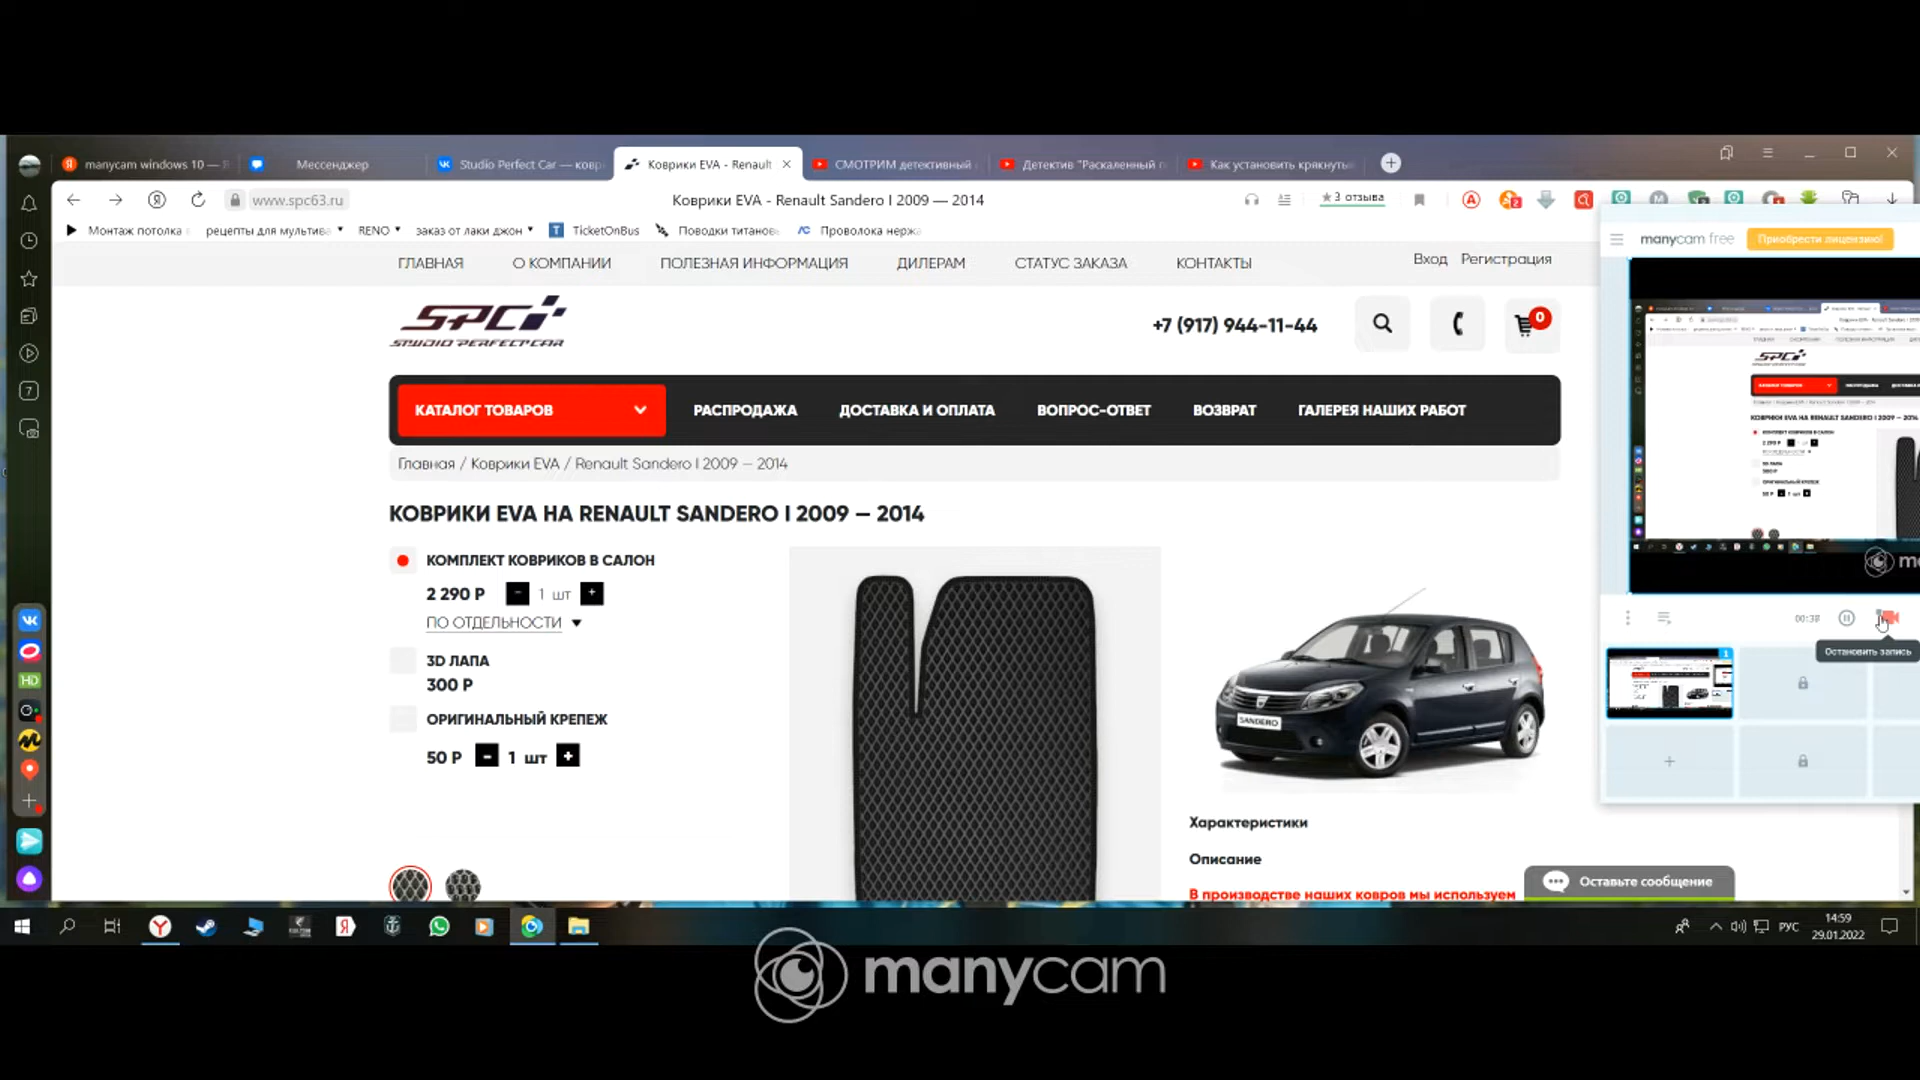 manycam windows 10 —
Мессенджер
Studio Perfect Car — ковр
Коврики EVA - Renault
СМОТРИМ детективный
Детектив "Раскаленный
Как установить крякнуты
www.spc63.ru
Коврики EVA - Renault Sandero I 2009 — 2014
★ 3 отзыва
Монтаж потолка
рецепты для мультива
RENO
заказ от лаки джон
TicketOnBus
Поводки титанов
Проволока нержа
manycam free
Приобрести лицензию!
ГЛАВНАЯ
О КОМПАНИИ
ПОЛЕЗНАЯ ИНФОРМАЦИЯ
ДИЛЕРАМ
СТАТУС ЗАКАЗА
КОНТАКТЫ
Вход
Регистрация
SPC
STUDIO PERFECT CAR
+7 (917) 944-11-44
0
КАТАЛОГ ТОВАРОВ
РАСПРОДАЖА
ДОСТАВКА И ОПЛАТА
ВОПРОС-ОТВЕТ
ВОЗВРАТ
ГАЛЕРЕЯ НАШИХ РАБОТ
Главная / Коврики EVA / Renault Sandero I 2009 – 2014
КОВРИКИ EVA НА RENAULT SANDERO I 2009 – 2014
КОМПЛЕКТ КОВРИКОВ В САЛОН
2 290 Р - 1 шт +
ПО ОТДЕЛЬНОСТИ ▼
3D ЛАПА
300 Р
ОРИГИНАЛЬНЫЙ КРЕПЕЖ
50 Р - 1 шт +
SANDERO
00:38
Остановить запись
1
Характеристики
Описание
В производстве наших ковров мы используем
Оставьте сообщение
HD
7
РУС
14:59
29.01.2022
manycam